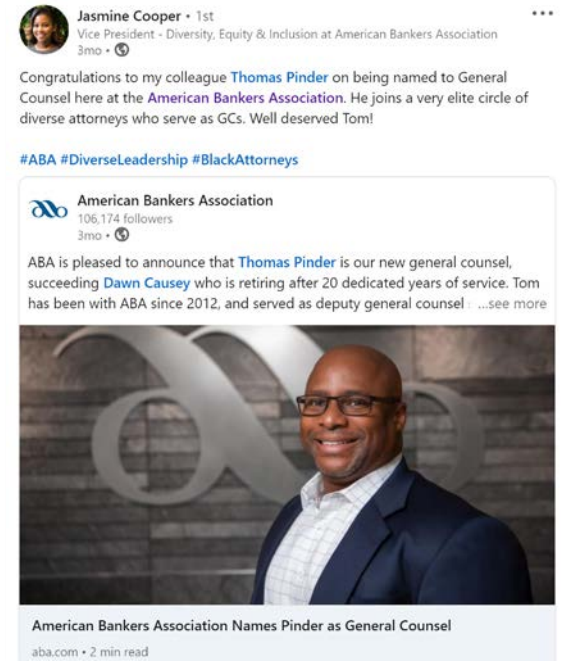 Jasmine Cooper • 1st
Vice President - Diversity, Equity & Inclusion at American Bankers Association
3mo •
Congratulations to my colleague Thomas Pinder on being named to General
Counsel here at the American Bankers Association. He joins a very elite circle of
diverse attorneys who serve as GCs. Well deserved Tom!
#ABA #DiverseLeadership #BlackAttorneys
American Bankers Association
106,174 followers
3mo •
ABA is pleased to announce that Thomas Pinder is our new general counsel,
succeeding Dawn Causey who is retiring after 20 dedicated years of service. Tom
has been with ABA since 2012, and served as deputy general counsel ...see more
American Bankers Association Names Pinder as General Counsel
aba.com • 2 min read